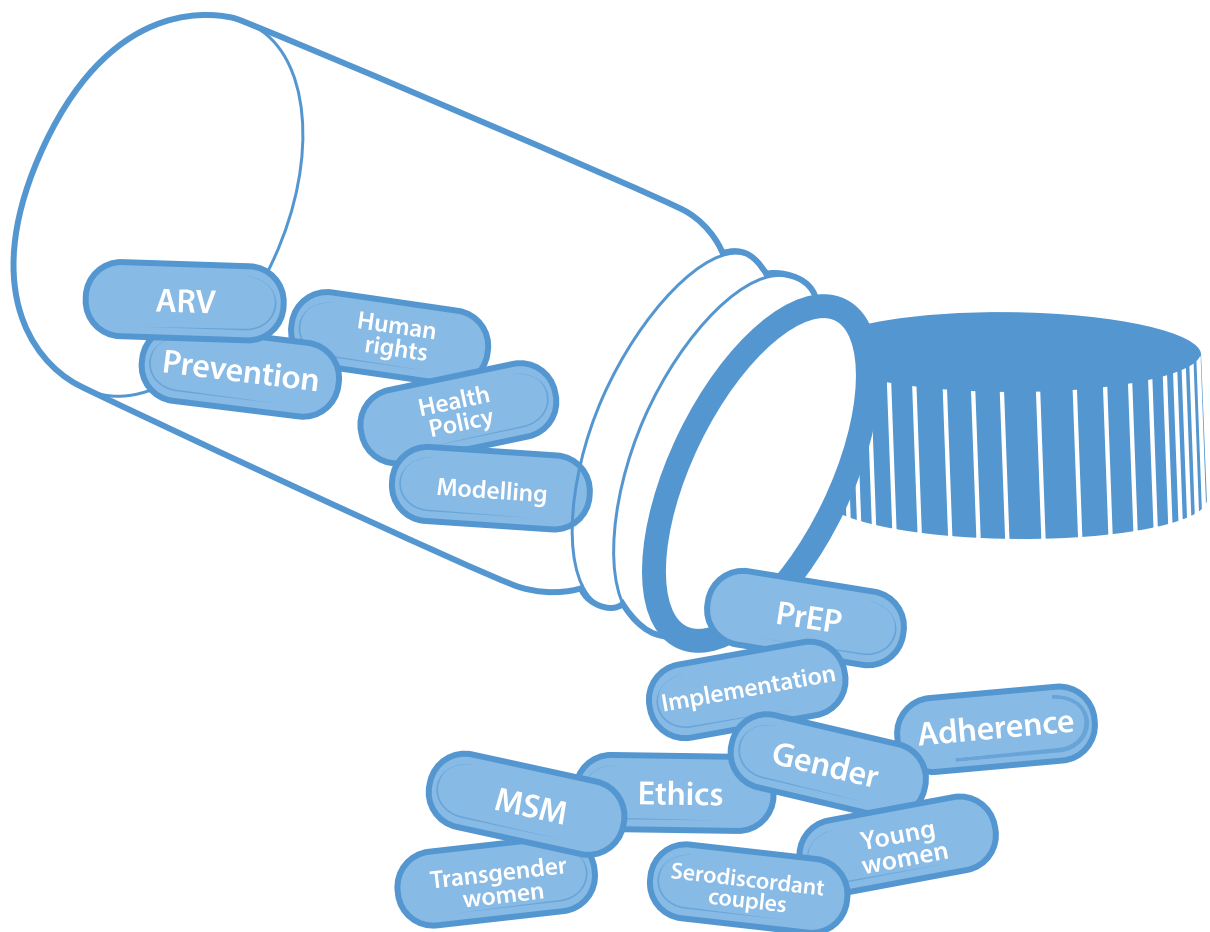 ARV
Human
rights
Prevention
Health
Policy
Modelling
PrEP
Implementation
Adherence
Gender
Ethics
MSM
Young
women
Transgender
women
Serodiscordant
couples